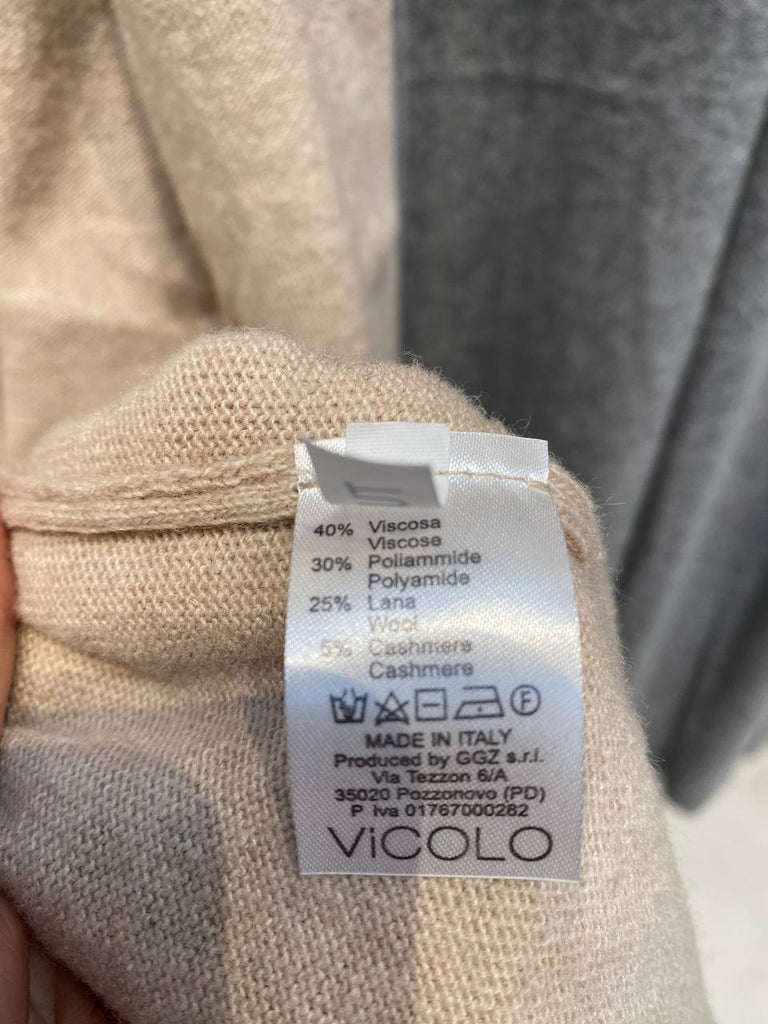 40% Viscosa
Viscose
30% Poliammide
Polyamide
25% Lana
Wool
5% Cashmere
Cashmere
F
MADE IN ITALY
Produced by GGZ s.r.l.
Via Tezzon 6/A
35020 Pozzonovo (PD)
P Iva 01767000282
ViCOLO